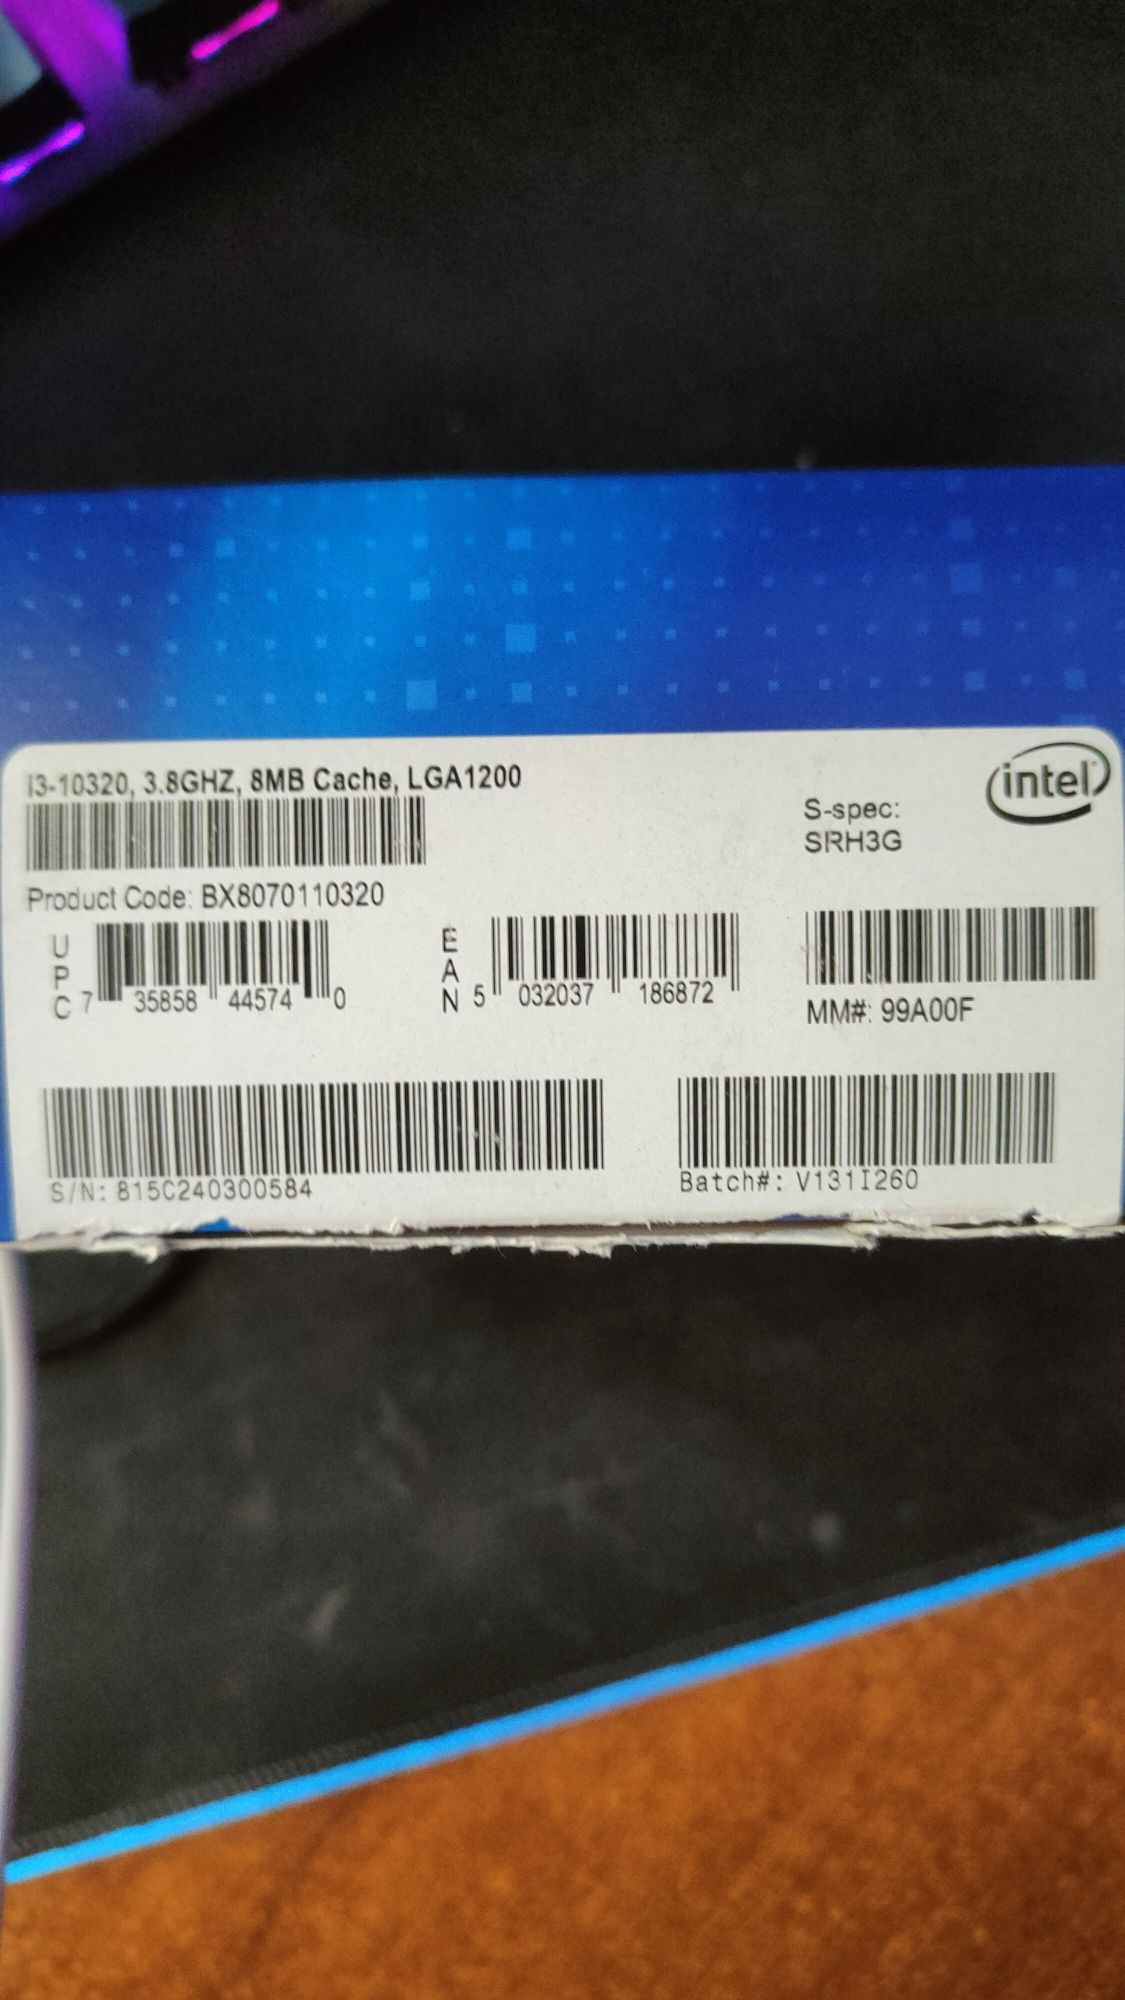 i3-10320, 3.8GHZ, 8MB Cache, LGA1200
intel
S-spec:
SRH3G
Product Code: BX8070110320
UPC 7 35858 44574 0
EAN 5 032037 186872
MM#: 99A00F
S/N: 815C240300584
Batch#: V131I260